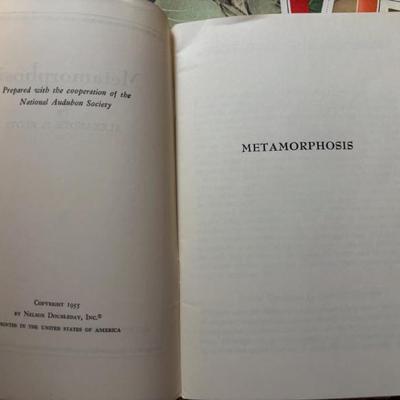 Prepared with the cooperation of the
National Audubon Society
COPYRIGHT 1955
BY NELSON DOUBLEDAY, INC.®
PRINTED IN THE UNITED STATES OF AMERICA
METAMORPHOSIS